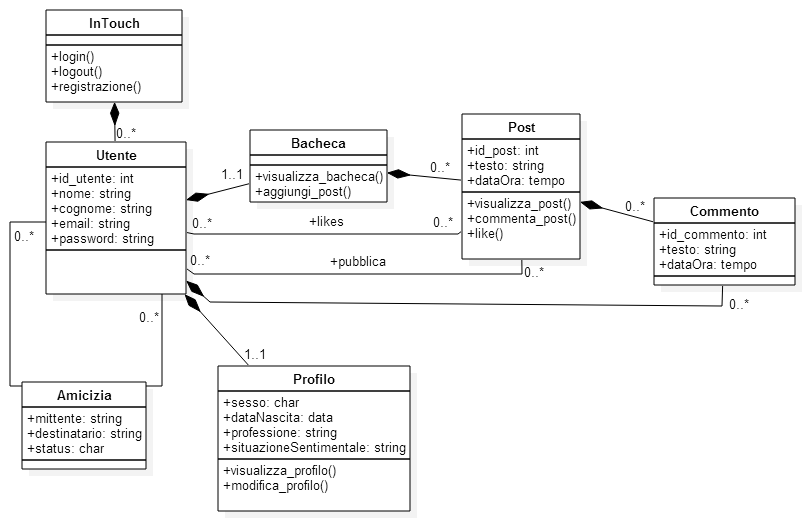 InTouch
+login()
+logout()
+registrazione()
0..*
Utente
+id_utente: int
+nome: string
+cognome: string
+email: string
+password: string
1..1
Bacheca
+visualizza_bacheca()
+aggiungi_post()
0..*
Post
+id_post: int
+testo: string
+dataOra: tempo
+visualizza_post()
+commenta_post()
+like()
0..*
Commento
+id_commento: int
+testo: string
+dataOra: tempo
0..*
+likes
0..*
0..*
+pubblica
0..*
0..*
0..*
0..*
1..1
Amicizia
+mittente: string
+destinatario: string
+status: char
Profilo
+sesso: char
+dataNascita: data
+professione: string
+situazioneSentimentale: string
+visualizza_profilo()
+modifica_profilo()